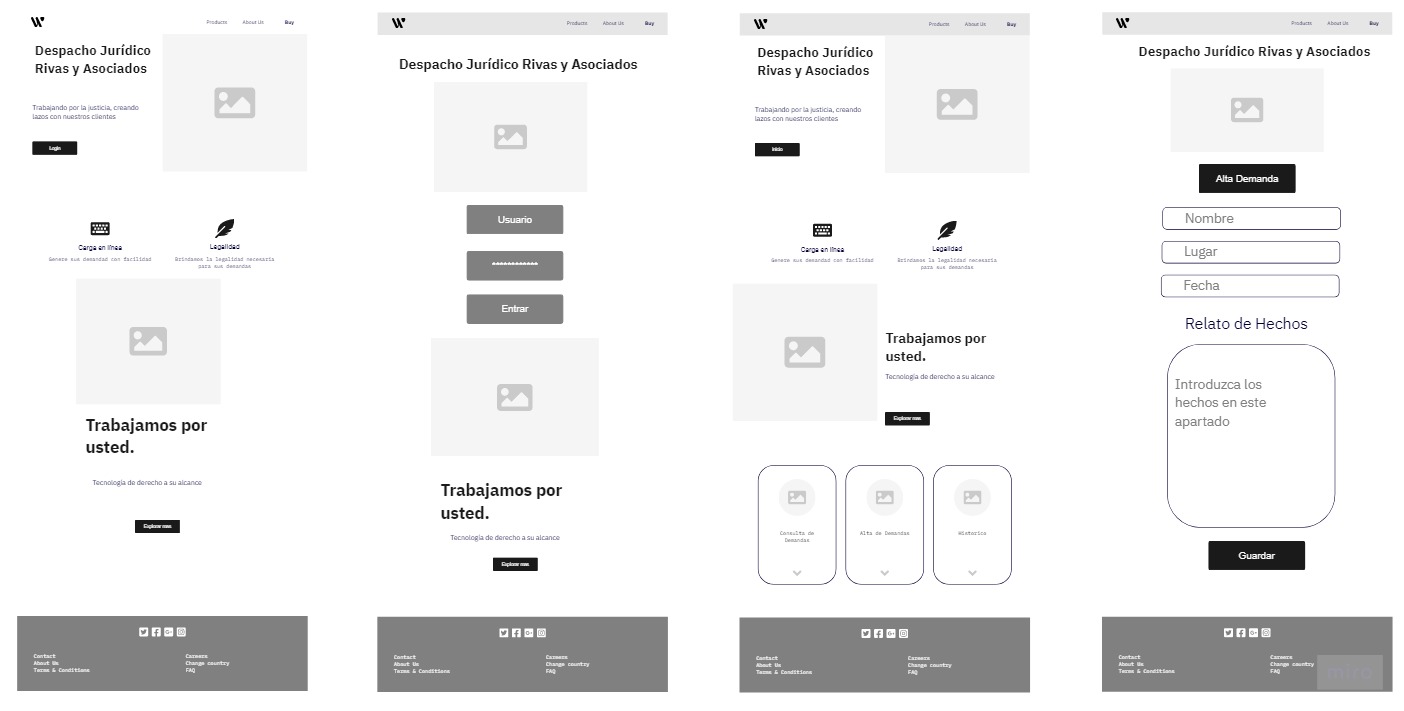 Products About Us Buy
Despacho Jurídico
Rivas y Asociados
Trabajando por la justicia, creando
lazos con nuestros clientes
Login
Carga en línea
Genere sus demandad con facilidad
Legalidad
Brindamos la legalidad necesaria
para sus demandas
Trabajamos por
usted.
Tecnología de derecho a su alcance
Explorar mas
Contact
About Us
Terms & Conditions
Careers
Change country
FAQ
Products About Us Buy
Despacho Jurídico Rivas y Asociados
Usuario
************
Entrar
Trabajamos por
usted.
Tecnología de derecho a su alcance
Explorar mas
Contact
About Us
Terms & Conditions
Careers
Change country
FAQ
Products About Us Buy
Despacho Jurídico
Rivas y Asociados
Trabajando por la justicia, creando
lazos con nuestros clientes
Inicio
Carga en línea
Genere sus demandad con facilidad
Legalidad
Brindamos la legalidad necesaria
para sus demandas
Trabajamos por
usted.
Tecnología de derecho a su alcance
Explorar mas
Consulta de
Demandas
Alta de Demandas
Historico
Contact
About Us
Terms & Conditions
Careers
Change country
FAQ
Products About Us Buy
Despacho Jurídico Rivas y Asociados
Alta Demanda
Nombre
Lugar
Fecha
Relato de Hechos
Introduzca los
hechos en este
apartado
Guardar
Contact
About Us
Terms & Conditions
Careers
Change country
FAQ
miro